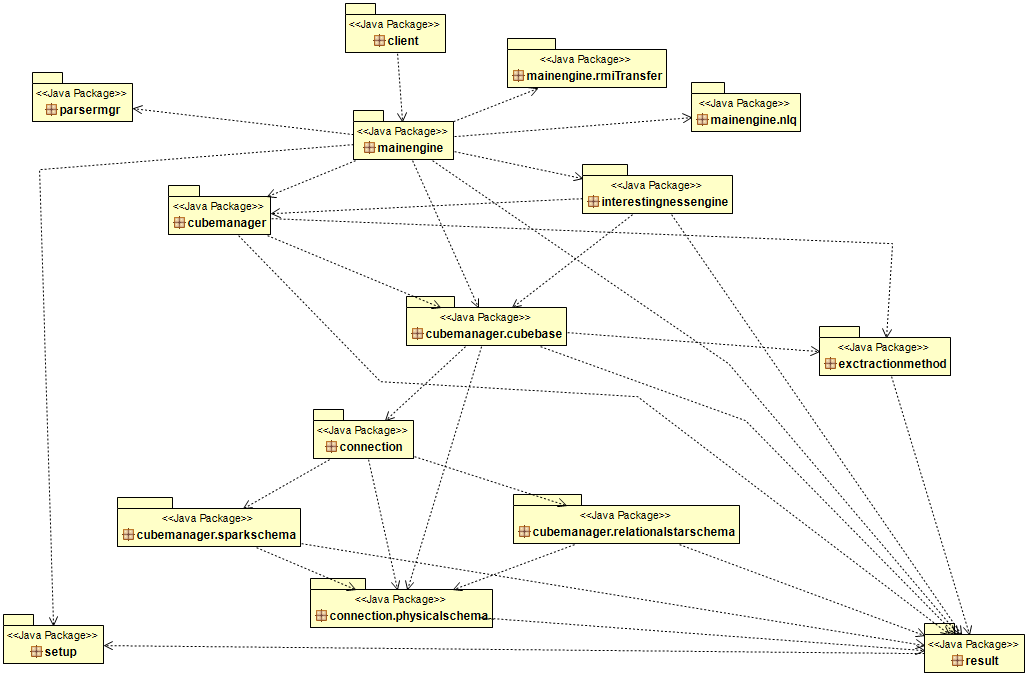 <<Java Package>>
client
<<Java Package>>
mainengine.rmiTransfer
<<Java Package>>
parsermgr
<<Java Package>>
mainengine.nlq
<<Java Package>>
mainengine
<<Java Package>>
interestingnessengine
<<Java Package>>
cubemanager
<<Java Package>>
cubemanager.cubebase
<<Java Package>>
exctractionmethod
<<Java Package>>
connection
<<Java Package>>
cubemanager.sparkschema
<<Java Package>>
cubemanager.relationalstarschema
<<Java Package>>
connection.physicalschema
<<Java Package>>
setup
<<Java Package>>
result